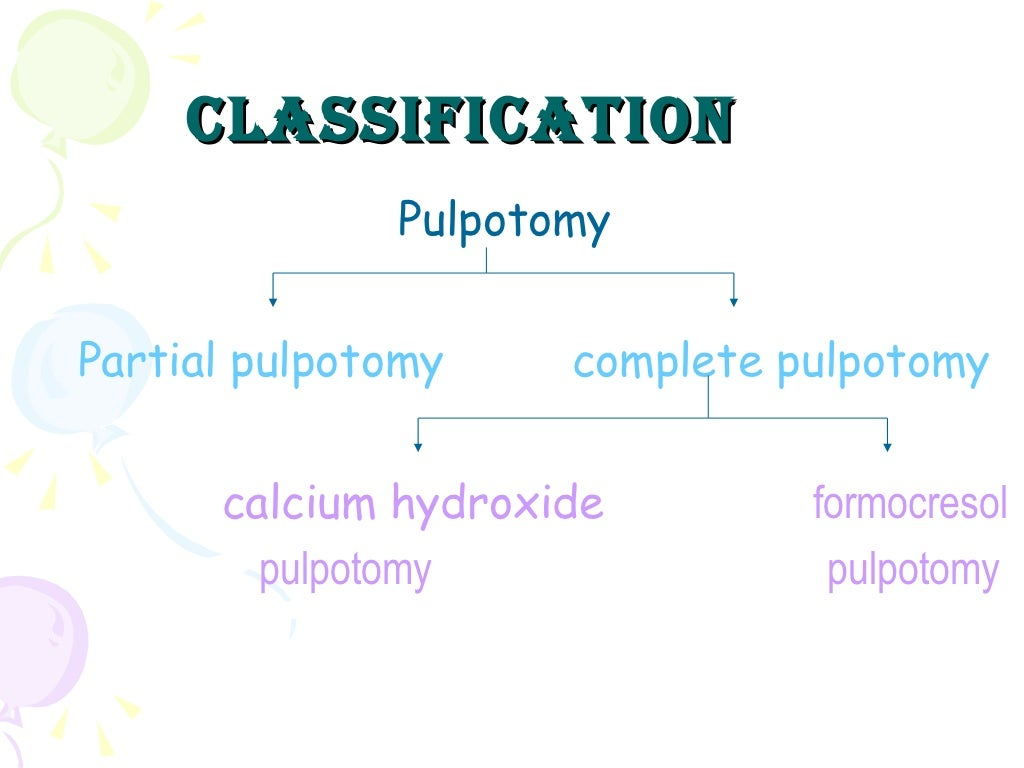 CLASSIFICATION
Pulpotomy
Partial pulpotomy complete pulpotomy
calcium hydroxide formocresol
pulpotomy pulpotomy